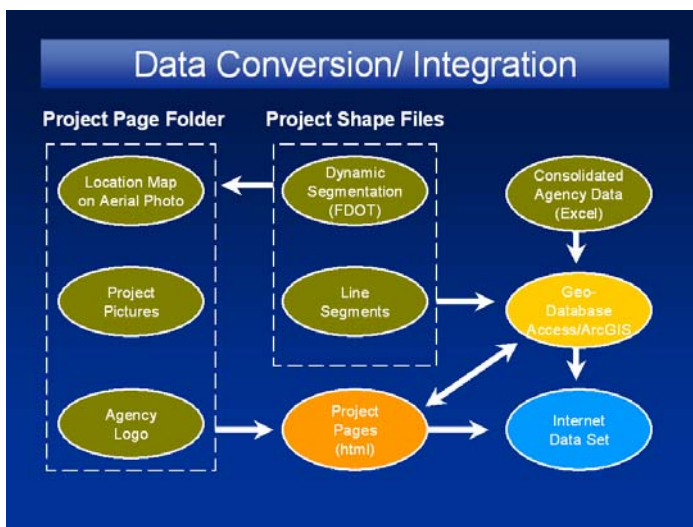 Data Conversion/ Integration
Project Page Folder
Project Shape Files
Location Map
on Aerial Photo
Dynamic
Segmentation
(FDOT)
Consolidated
Agency Data
(Excel)
Project
Pictures
Line
Segments
Geo-
Database
Access/ArcGIS
Agency
Logo
Project
Pages
(html)
Internet
Data Set